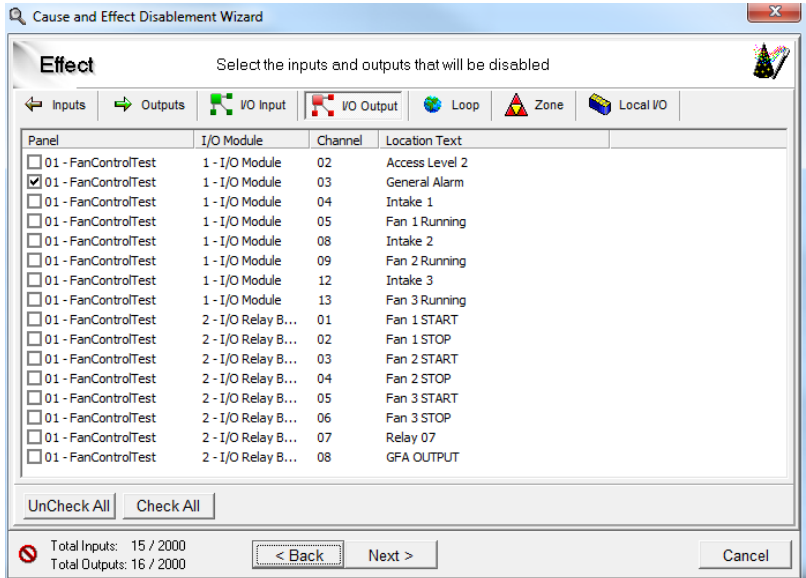 Cause and Effect Disablement Wizard
Effect
Select the inputs and outputs that will be disabled
Inputs Outputs I/O Input I/O Output Loop Zone Local I/O
Panel I/O Module Channel Location Text
01 - FanControlTest 1 - I/O Module 02 Access Level 2
01 - FanControlTest 1 - I/O Module 03 General Alarm
01 - FanControlTest 1 - I/O Module 04 Intake 1
01 - FanControlTest 1 - I/O Module 05 Fan 1 Running
01 - FanControlTest 1 - I/O Module 08 Intake 2
01 - FanControlTest 1 - I/O Module 09 Fan 2 Running
01 - FanControlTest 1 - I/O Module 12 Intake 3
01 - FanControlTest 1 - I/O Module 13 Fan 3 Running
01 - FanControlTest 2 - I/O Relay B... 01 Fan 1 START
01 - FanControlTest 2 - I/O Relay B... 02 Fan 1 STOP
01 - FanControlTest 2 - I/O Relay B... 03 Fan 2 START
01 - FanControlTest 2 - I/O Relay B... 04 Fan 2 STOP
01 - FanControlTest 2 - I/O Relay B... 05 Fan 3 START
01 - FanControlTest 2 - I/O Relay B... 06 Fan 3 STOP
01 - FanControlTest 2 - I/O Relay B... 07 Relay 07
01 - FanControlTest 2 - I/O Relay B... 08 GFA OUTPUT
UnCheck All Check All
Total Inputs: 15 / 2000
Total Outputs: 16 / 2000
< Back Next > Cancel